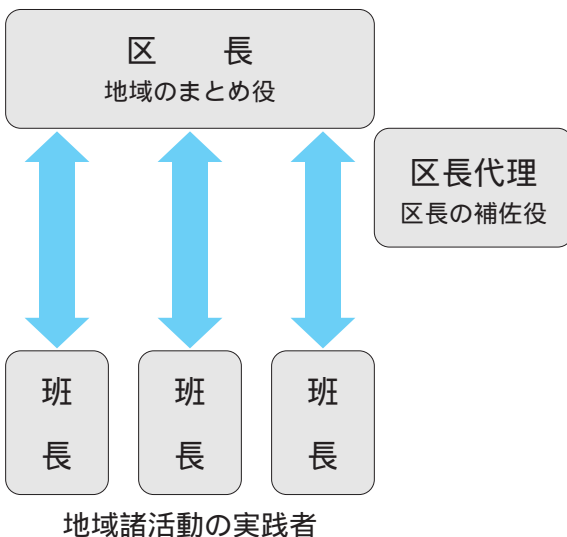 区　長
地域のまとめ役
区長代理
区長の補佐役
班長
班長
班長
地域諸活動の実践者